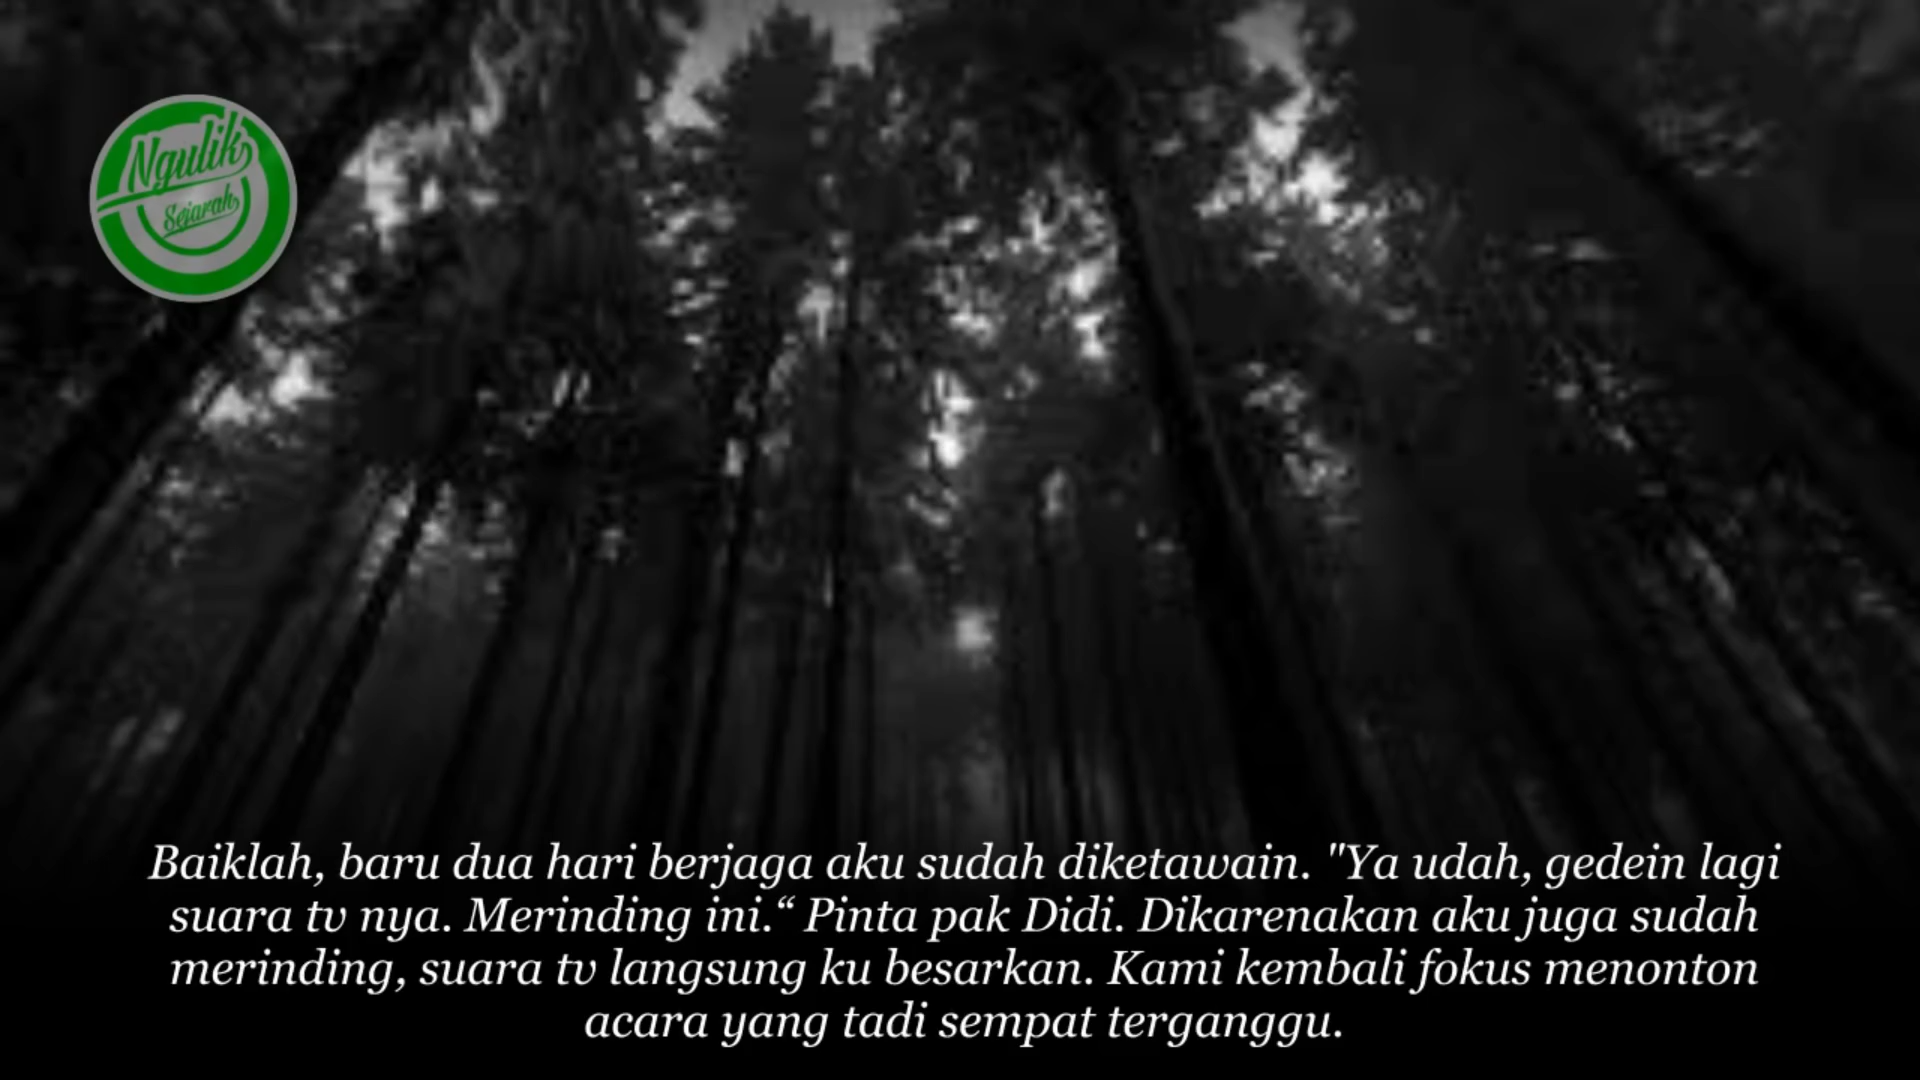 Ngulik
Sejarah
Baiklah, baru dua hari berjaga aku sudah diketawain. "Ya udah, gedein lagi
suara tv nya. Merinding ini.“ Pinta pak Didi. Dikarenakan aku juga sudah
merinding, suara tv langsung ku besarkan. Kami kembali fokus menonton
acara yang tadi sempat terganggu.